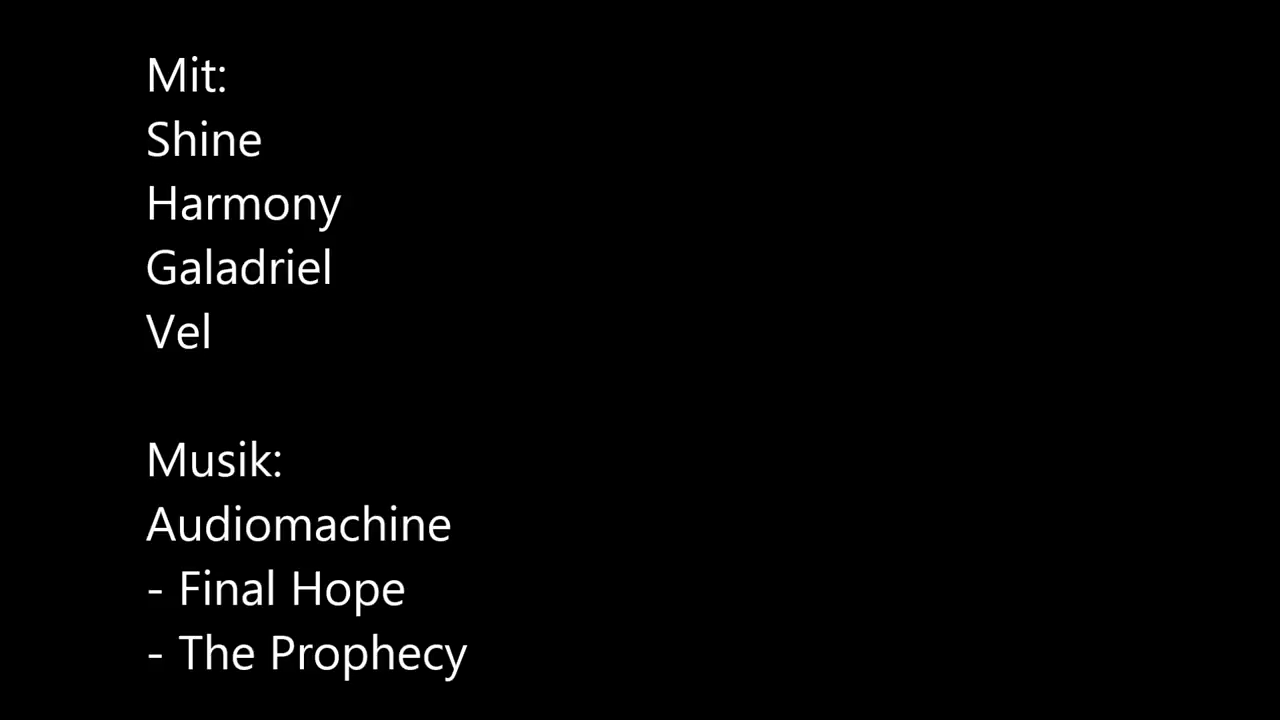 Mit:
Shine
Harmony
Galadriel
Vel
Musik:
Audiomachine
- Final Hope
- The Prophecy